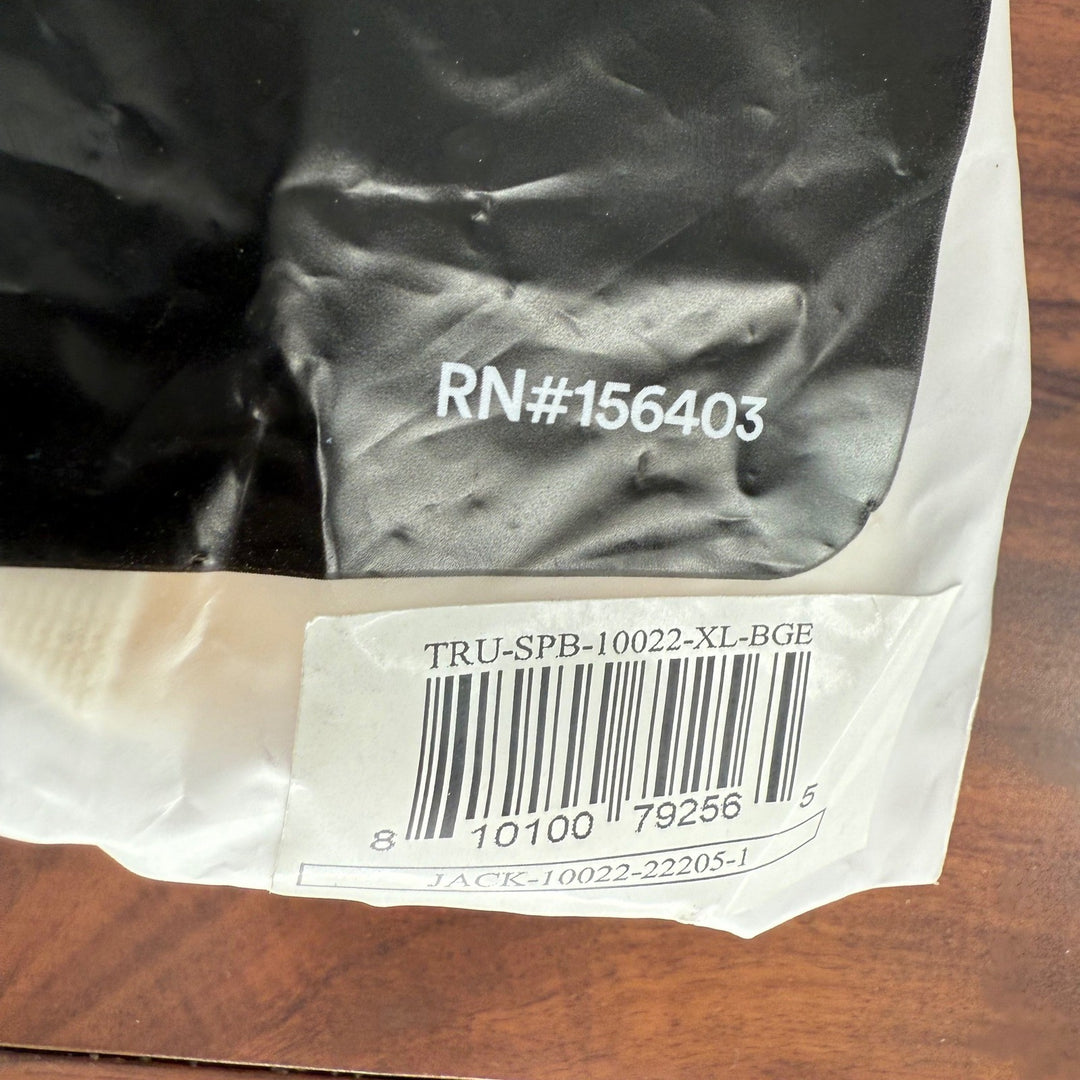 RN#156403
TRU-SPB-10022-XL-BGE
8 10100 79256 5
JACK-10022-22205-1